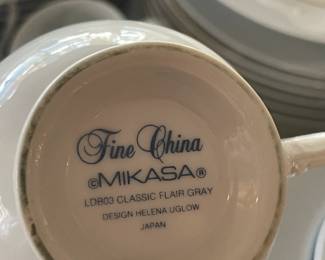 Fine China
©MIKASA®
LDB03 CLASSIC FLAIR GRAY
DESIGN HELENA UGLOW
JAPAN